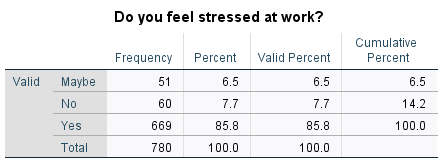 Do you feel stressed at work?
Frequency Percent Valid Percent Cumulative Percent
Valid Maybe 51 6.5 6.5 6.5
No 60 7.7 7.7 14.2
Yes 669 85.8 85.8 100.0
Total 780 100.0 100.0